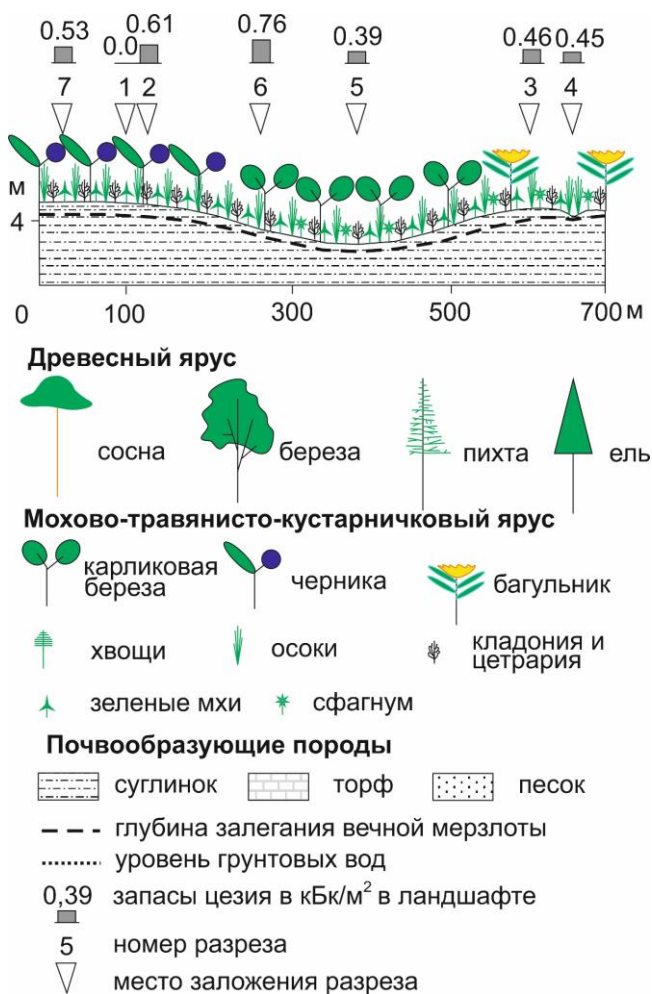 0.53 0.0 0.61 0.76 0.39 0.46 0.45
7 1 2 6 5 3 4
м
4
0 100 300 500 700 м
Древесный ярус
сосна береза пихта ель
Мохово-травянисто-кустарничковый ярус
карликовая береза черника багульник
хвощи осоки кладония и цетрария
зеленые мхи сфагнум
Почвообразующие породы
суглинок торф песок
глубина залегания вечной мерзлоты
уровень грунтовых вод
0,39 запасы цезия в кБк/м² в ландшафте
5 номер разреза
место заложения разреза